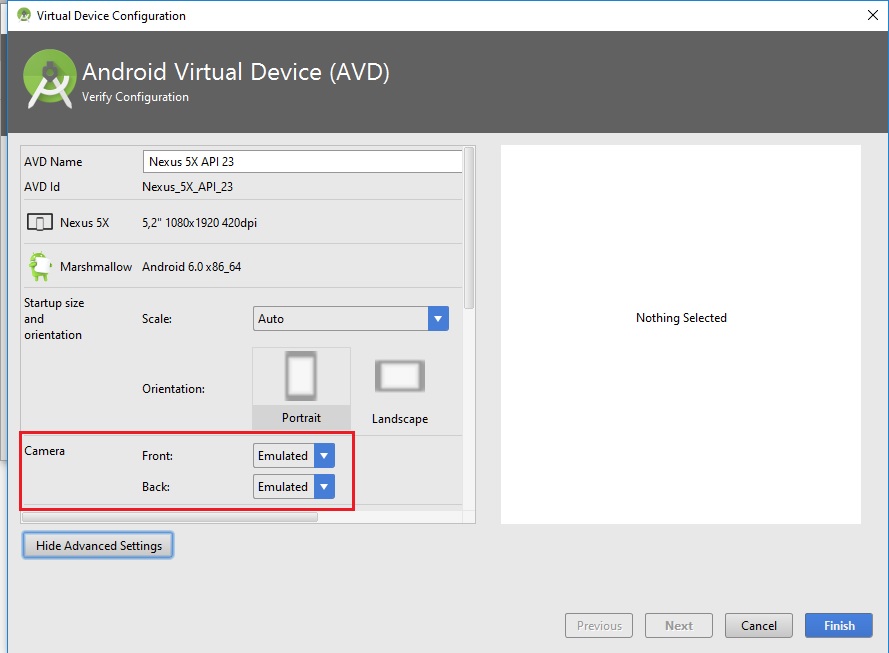 Virtual Device Configuration
Android Virtual Device (AVD)
Verify Configuration
AVD Name
Nexus 5X API 23
AVD Id
Nexus_5X_API_23
Nexus 5X
5,2" 1080x1920 420dpi
Marshmallow
Android 6.0 x86_64
Startup size
and
orientation
Scale:
Auto
Orientation:
Portrait
Landscape
Camera
Front:
Emulated
Back:
Emulated
Nothing Selected
Hide Advanced Settings
Previous
Next
Cancel
Finish